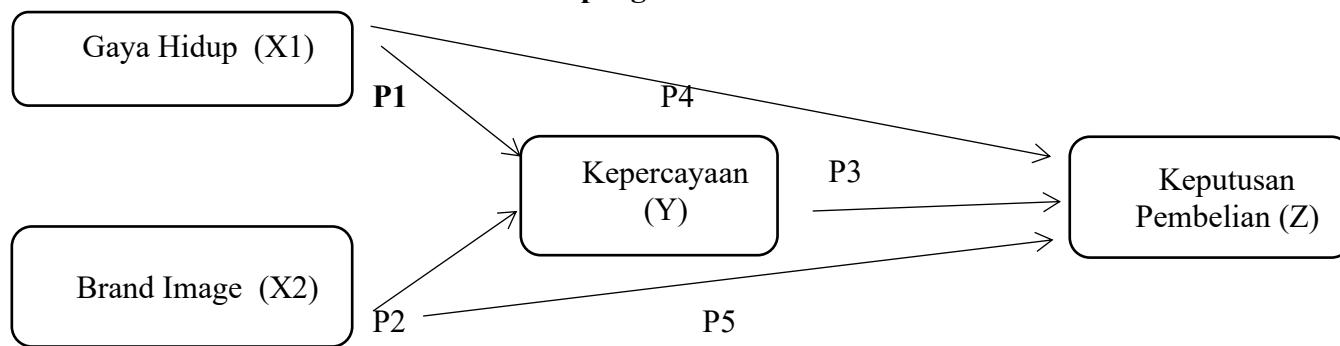 Gaya Hidup (X1)
P1
P4
Kepercayaan
(Y)
P3
Keputusan
Pembelian (Z)
Brand Image (X2)
P2
P5